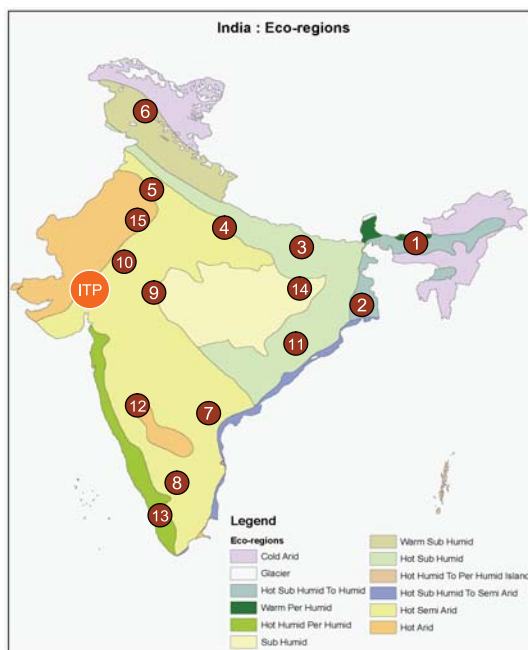 India : Eco-regions
6
5
15
4
3
1
10
ITP
9
14
2
11
12
7
8
13
Legend
Eco-regions
Cold Arid
Glacier
Hot Sub Humid To Humid
Warm Per Humid
Hot Humid Per Humid
Sub Humid
Warm Sub Humid
Hot Sub Humid
Hot Humid To Per Humid Island
Hot Sub Humid To Semi Arid
Hot Semi Arid
Hot Arid